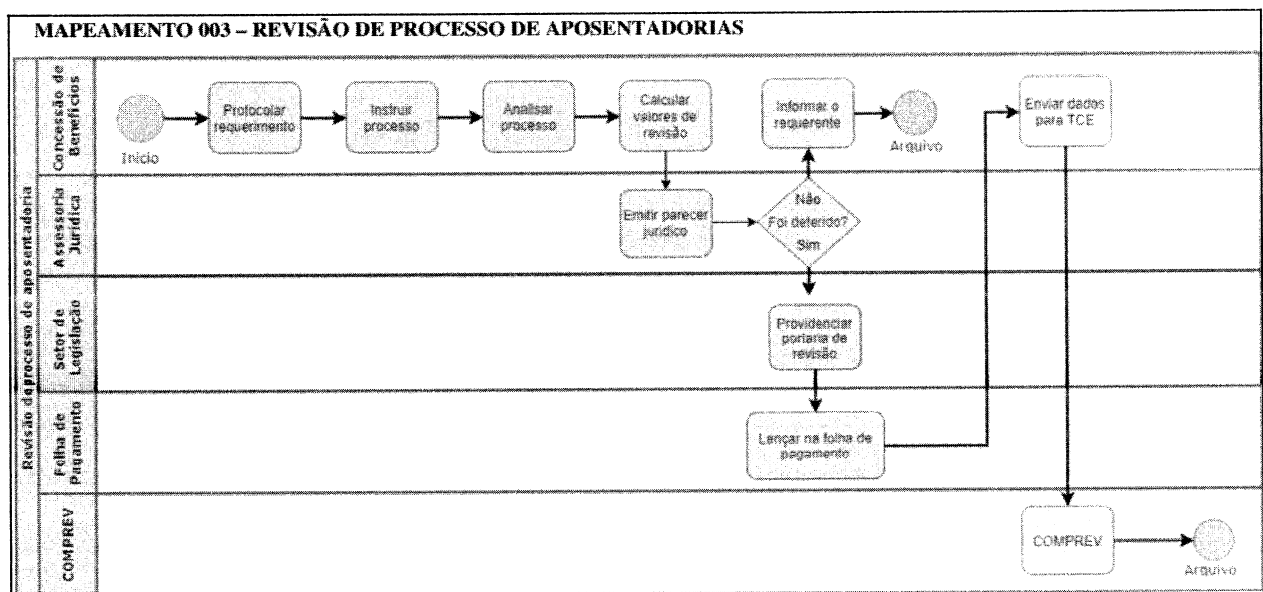 MAPEAMENTO 003 – REVISÃO DE PROCESSO DE APOSENTADORIAS
Revisão daprocesso de aposentadoria
Concessão de
Benefícios
Início
Protocolar
requerimento
Instruir
processo
Analisar
processo
Calcular
valores de
revisão
Informar o
requerente
Arquivo
Enviar dados
para TCE
Assessoria
Jurídica
Emitir parecer
jurídico
Não
Foi deferido?
Sim
Setor de
Legislação
Providenciar
portaria de
revisão
Folha de
Pagamento
Lançar na folha de
pagamento
COMPREV
COMPREV
Arquivo